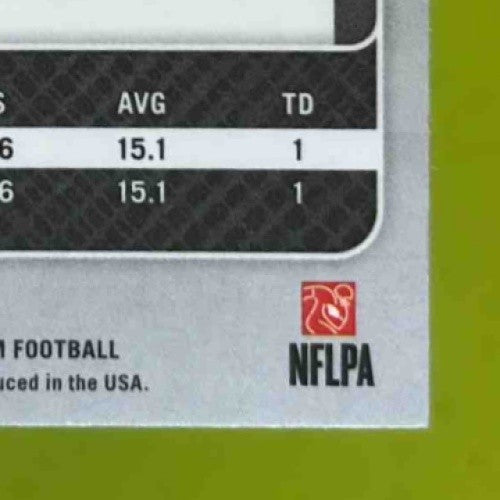 AVG TD
6 15.1 1
6 15.1 1
FOOTBALL
uced in the USA.
NFLPA